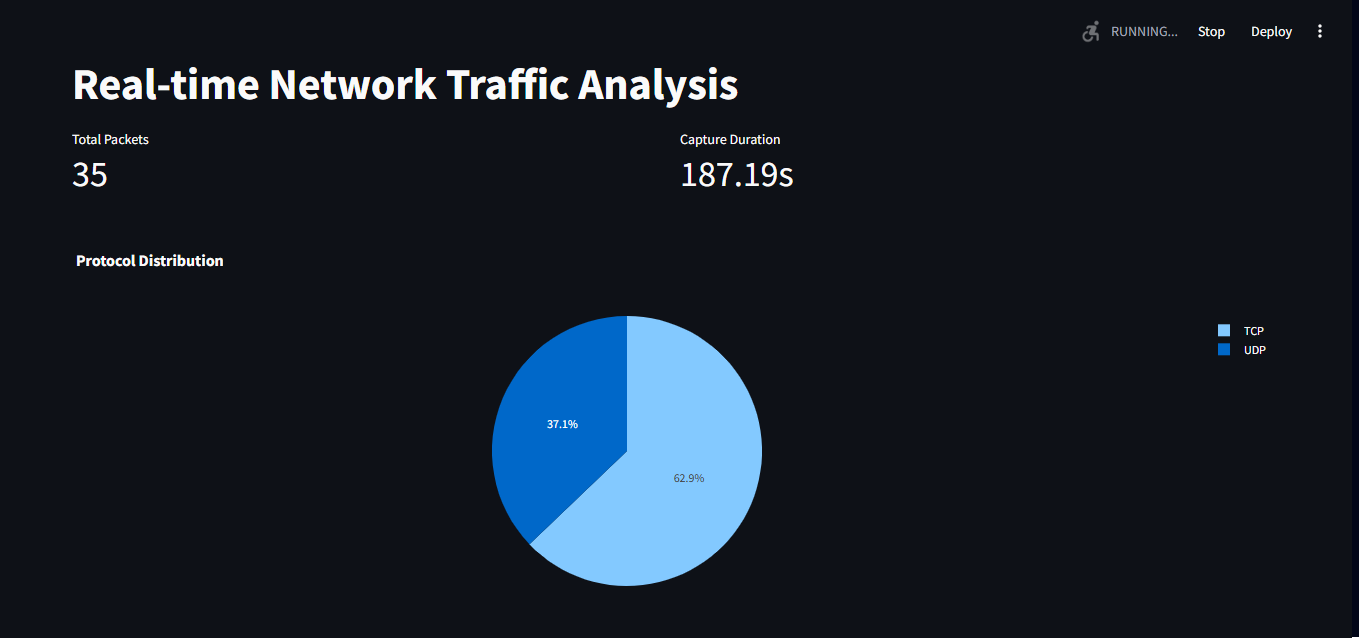 RUNNING... Stop Deploy
Real-time Network Traffic Analysis
Total Packets
35
Capture Duration
187.19s
Protocol Distribution
TCP
UDP
37.1%
62.9%